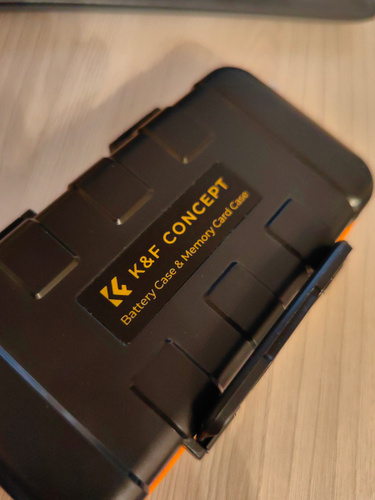 K&F CONCEPT
Battery Case & Memory Card Case